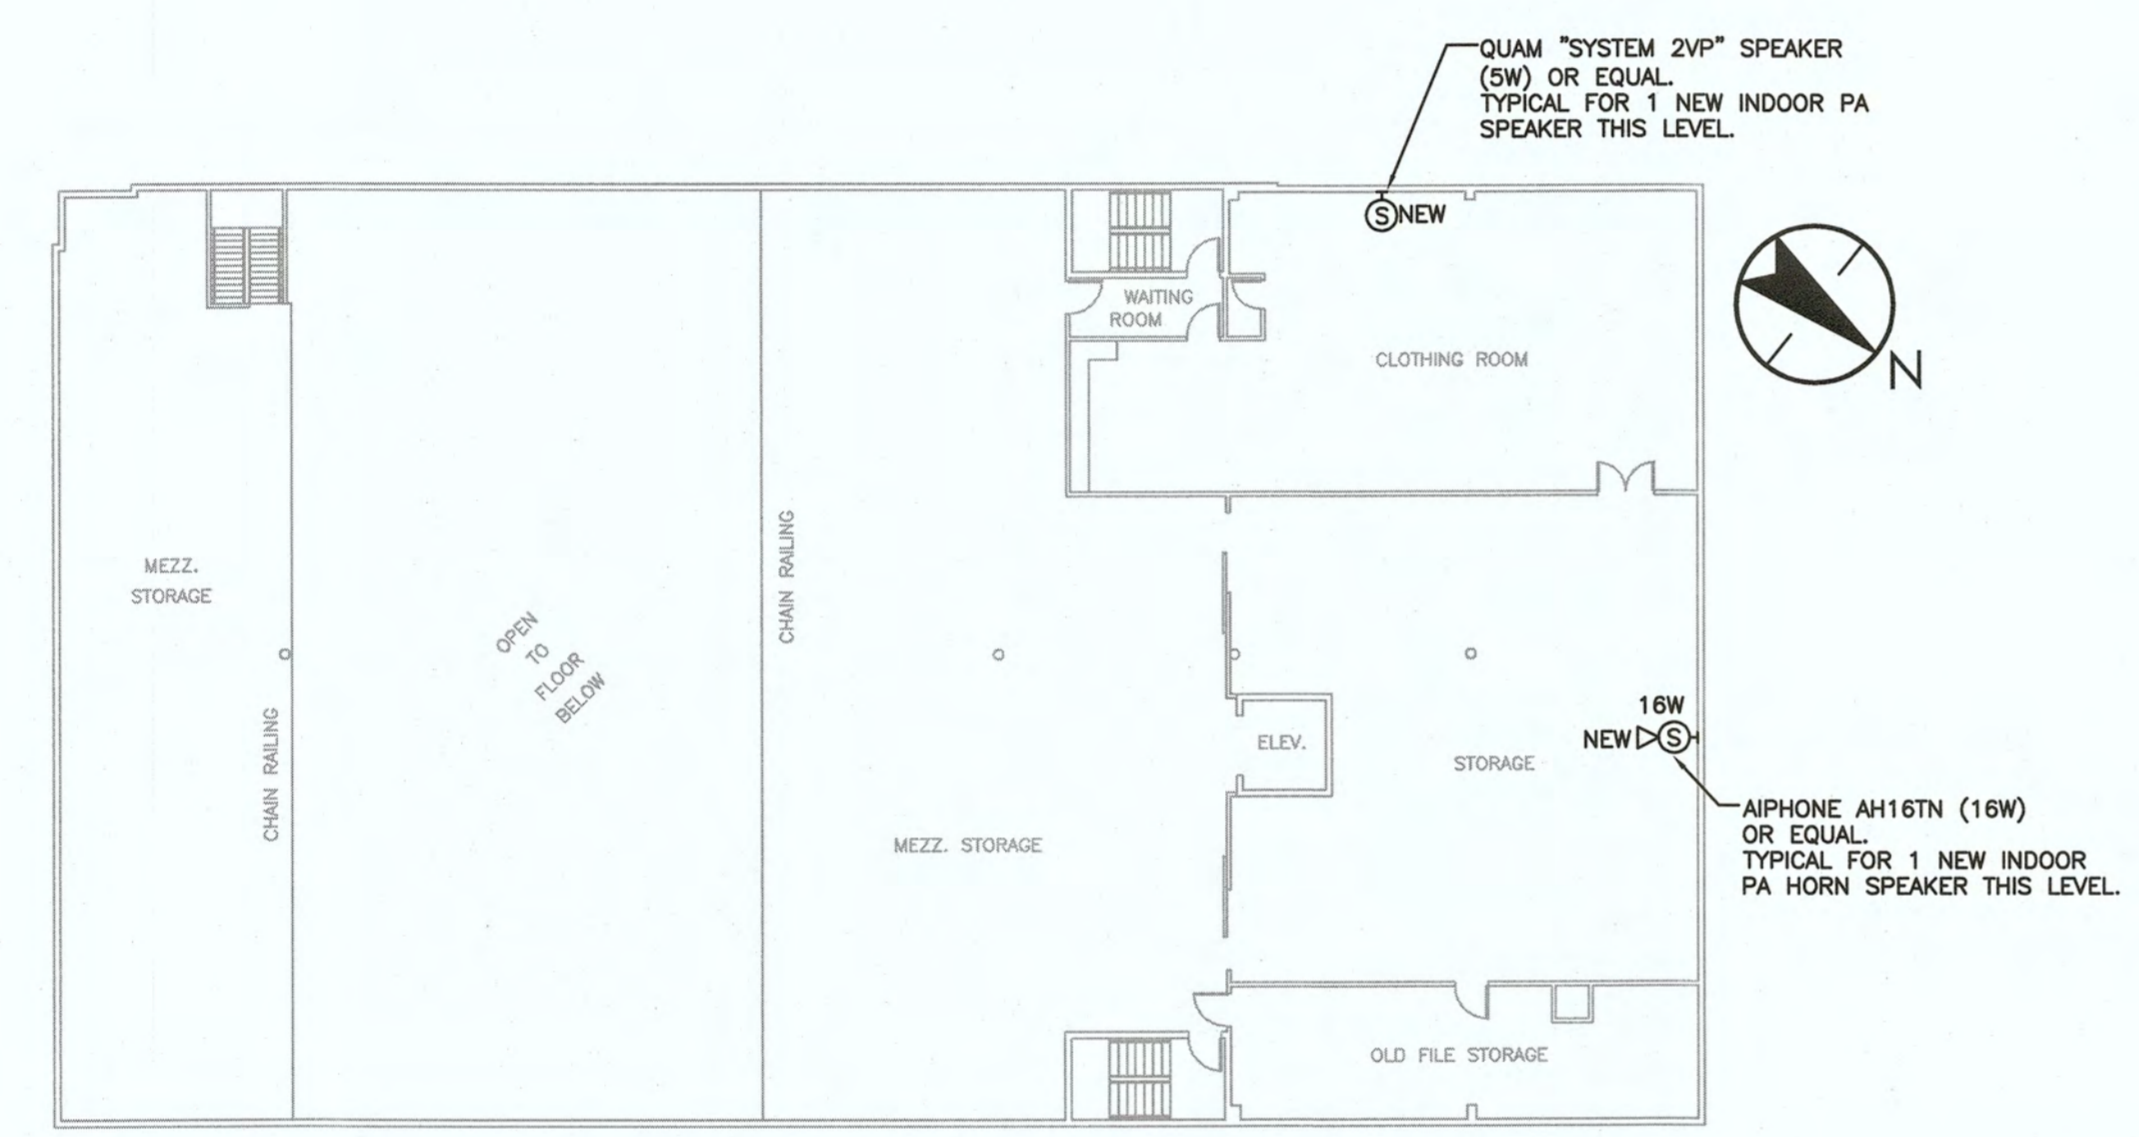 QUAM "SYSTEM 2VP" SPEAKER
(5W) OR EQUAL.
TYPICAL FOR 1 NEW INDOOR PA
SPEAKER THIS LEVEL.
S NEW
N
WAITING
ROOM
CLOTHING ROOM
MEZZ.
STORAGE
CHAIN RAILING
OPEN
TO
FLOOR
BELOW
CHAIN RAILING
MEZZ. STORAGE
ELEV.
STORAGE
16W
NEW S
AIPHONE AH16TN (16W)
OR EQUAL.
TYPICAL FOR 1 NEW INDOOR
PA HORN SPEAKER THIS LEVEL.
OLD FILE STORAGE